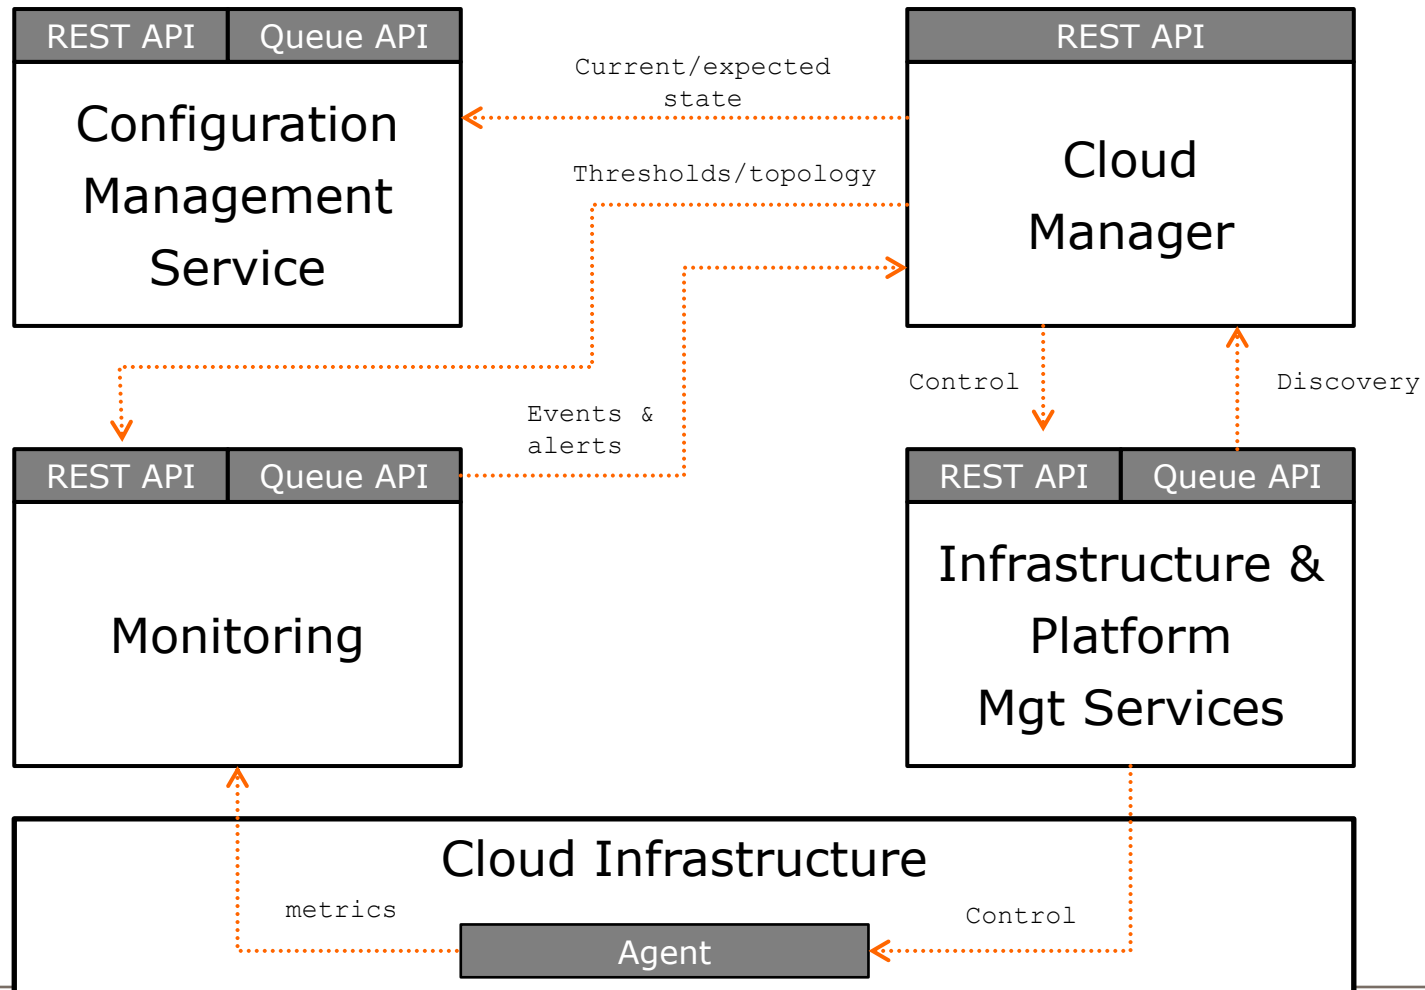 REST API
Queue API
Configuration
Management
Service
Current/expected
state
Thresholds/topology
REST API
Cloud
Manager
Control
Discovery
Events &
alerts
REST API
Queue API
Monitoring
REST API
Queue API
Infrastructure &
Platform
Mgt Services
Cloud Infrastructure
metrics
Agent
Control